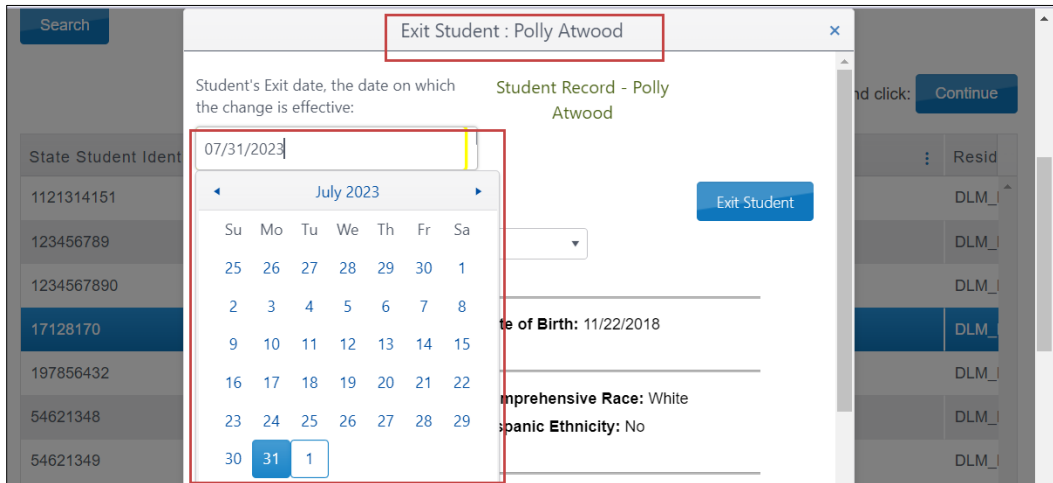 Search
Exit Student : Polly Atwood
×
Student's Exit date, the date on which
the change is effective:
Student Record - Polly
Atwood
nd click:
Continue
07/31/2023
State Student Ident
Resid
July 2023
Su Mo Tu We Th Fr Sa
25 26 27 28 29 30 1
2 3 4 5 6 7 8
9 10 11 12 13 14 15
16 17 18 19 20 21 22
23 24 25 26 27 28 29
30 31 1
Exit Student
1121314151
DLM_
123456789
DLM_
1234567890
DLM_
te of Birth: 11/22/2018
17128170
DLM_
197856432
DLM_
mprehensive Race: White
54621348
DLM_
spanic Ethnicity: No
54621349
DLM_